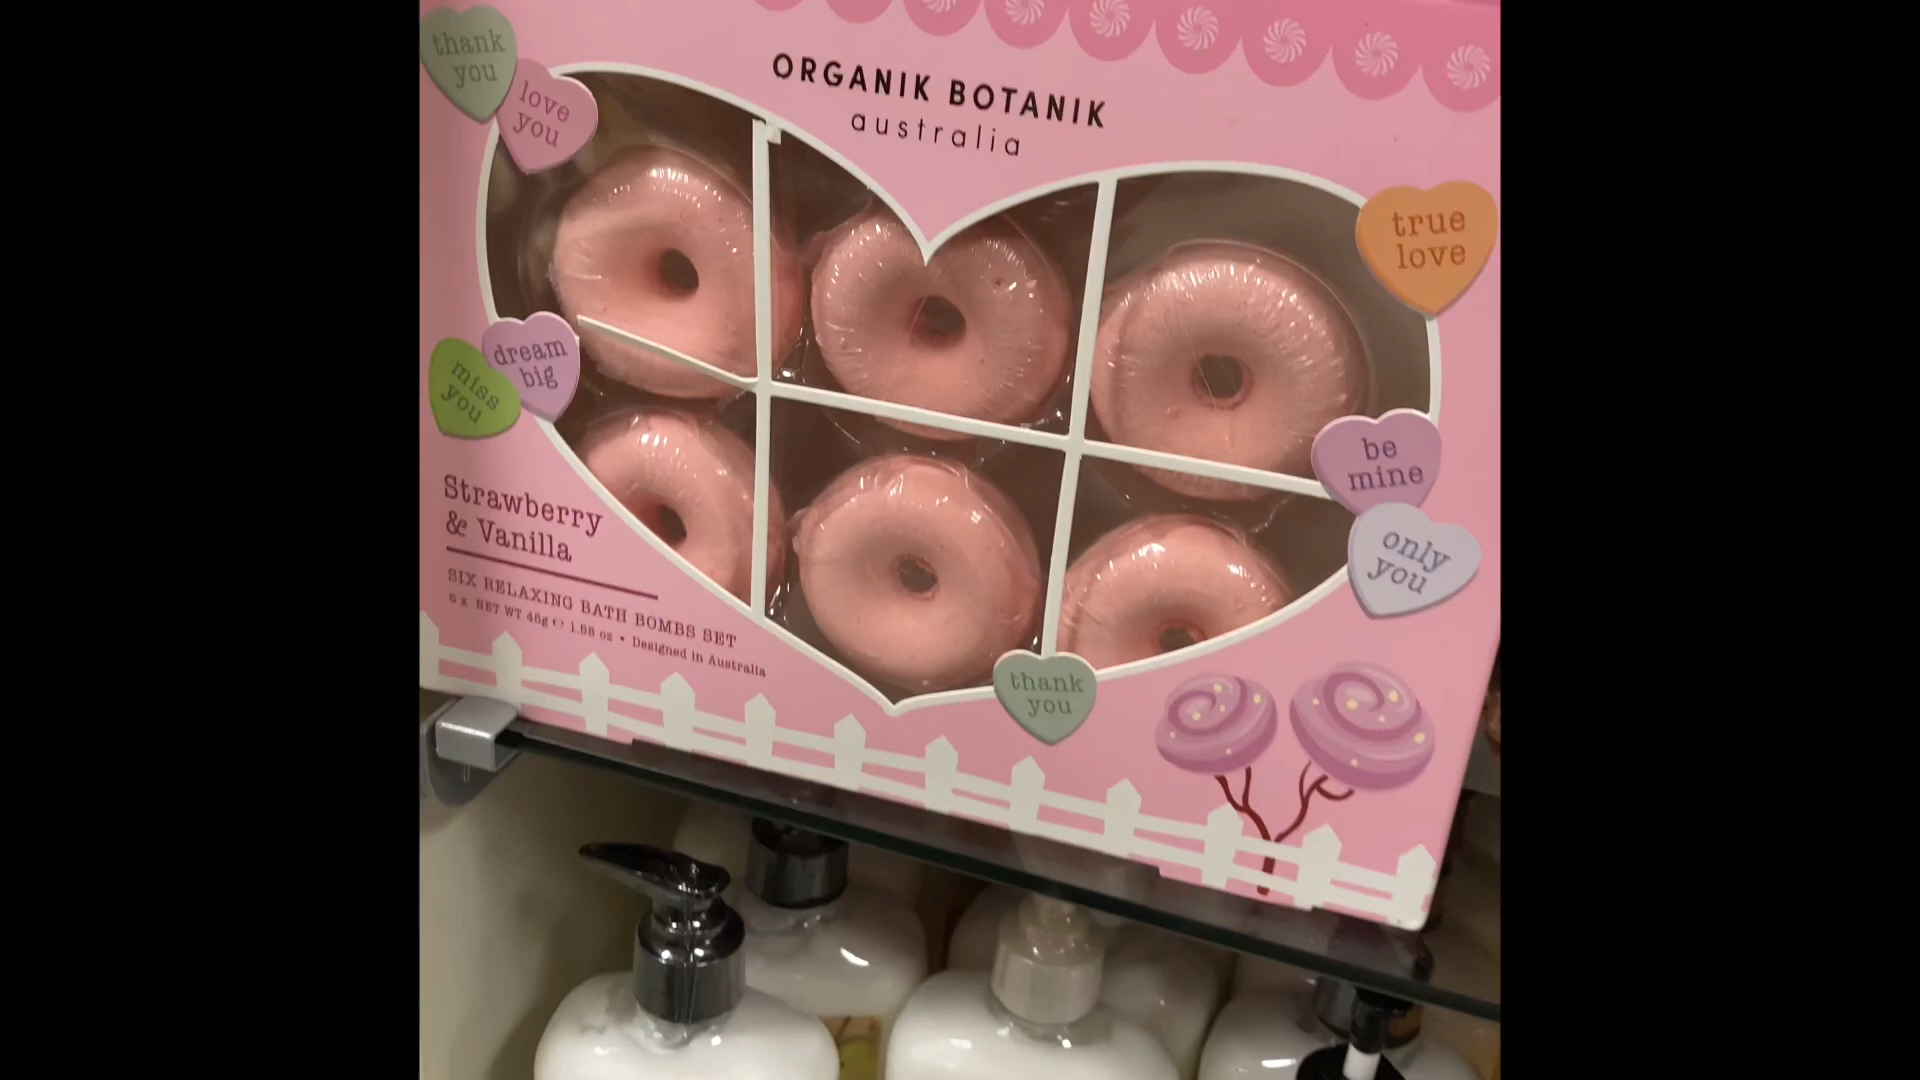 thank
you
love
you
ORGANIK BOTANIK
australia
true
love
dream
big
miss
you
be
mine
only
you
Strawberry
& Vanilla
SIX RELAXING BATH BOMBS SET
6 x NET WT 45g ℮ 1.58 oz • Designed in Australia
thank
you